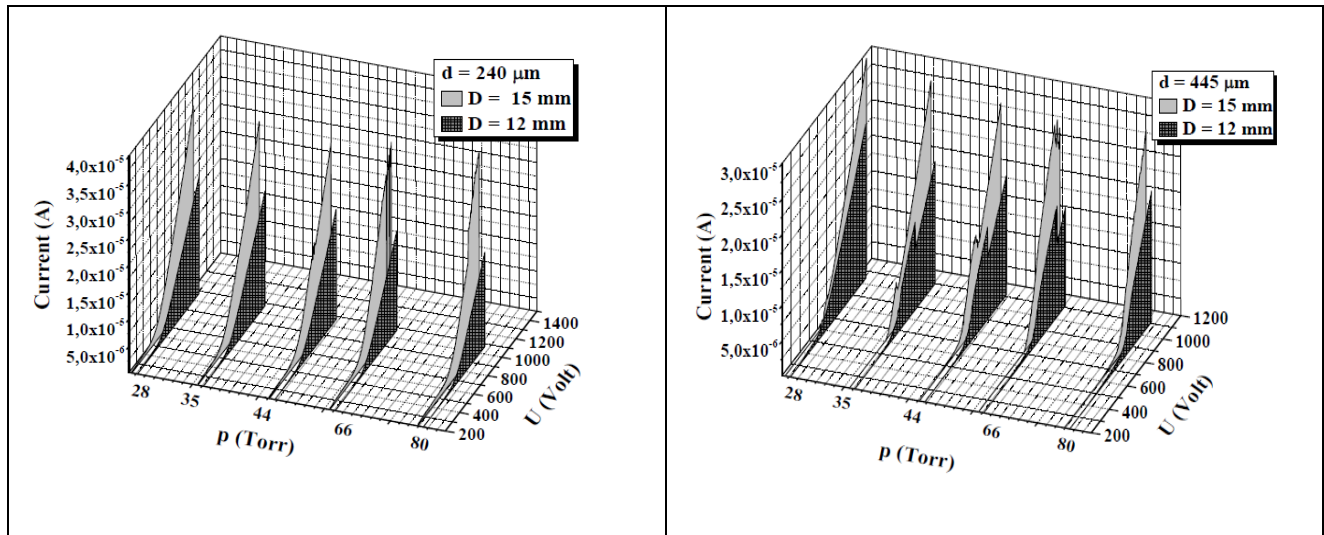 d = 240 μm
D = 15 mm
D = 12 mm
4,0x10⁻⁵
3,5x10⁻⁵
3,0x10⁻⁵
2,5x10⁻⁵
2,0x10⁻⁵
1,5x10⁻⁵
1,0x10⁻⁵
5,0x10⁻⁶
Current (A)
28
35
44
66
80
p (Torr)
200
400
600
800
1000
1200
1400
U (Volt)
d = 445 μm
D = 15 mm
D = 12 mm
3,0x10⁻⁵
2,5x10⁻⁵
2,0x10⁻⁵
1,5x10⁻⁵
1,0x10⁻⁵
5,0x10⁻⁶
Current (A)
28
35
44
66
80
p (Torr)
200
400
600
800
1000
1200
U (Volt)